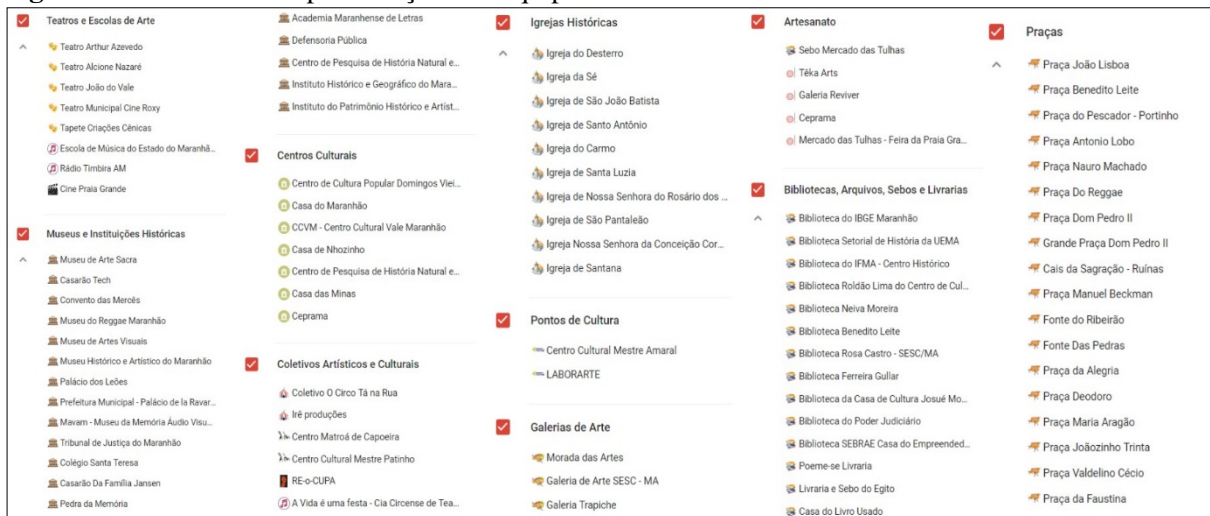 Teatros e Escolas de Arte
Teatro Arthur Azevedo
Teatro Alcione Nazaré
Teatro João do Vale
Teatro Municipal Cine Roxy
Tapete Criações Cênicas
Escola de Música do Estado do Maranhã...
Rádio Timbira AM
Cine Praia Grande
Museus e Instituições Históricas
Museu de Arte Sacra
Casarão Tech
Convento das Mercês
Museu do Reggae Maranhão
Museu de Artes Visuais
Museu Histórico e Artístico do Maranhão
Palácio dos Leões
Prefeitura Municipal - Palácio de la Ravar...
Mavam - Museu da Memória Áudio Visu...
Tribunal de Justiça do Maranhão
Colégio Santa Teresa
Casarão Da Família Jansen
Pedra da Memória
Academia Maranhense de Letras
Defensoria Pública
Centro de Pesquisa de História Natural e...
Instituto Histórico e Geográfico do Mara...
Instituto do Patrimônio Histórico e Artíst...
Centros Culturais
Centro de Cultura Popular Domingos Viei...
Casa do Maranhão
CCVM - Centro Cultural Vale Maranhão
Casa de Nhozinho
Centro de Pesquisa de História Natural e...
Casa das Minas
Ceprama
Coletivos Artísticos e Culturais
Coletivo O Circo Tá na Rua
Iré produções
Centro Matroá de Capoeira
Centro Cultural Mestre Patinho
RE-o-CUPA
A Vida é uma festa - Cia Circense de Tea...
Igrejas Históricas
Igreja do Desterro
Igreja da Sé
Igreja de São João Batista
Igreja de Santo Antônio
Igreja do Carmo
Igreja de Santa Luzia
Igreja de Nossa Senhora do Rosário dos ...
Igreja de São Pantaleão
Igreja Nossa Senhora da Conceição Cor...
Igreja de Santana
Pontos de Cultura
Centro Cultural Mestre Amaral
LABORARTE
Galerias de Arte
Morada das Artes
Galeria de Arte SESC - MA
Galeria Trapiche
Artesanato
Sebo Mercado das Tulhas
Têka Arts
Galeria Reviver
Ceprama
Mercado das Tulhas - Feira da Praia Gra...
Bibliotecas, Arquivos, Sebos e Livrarias
Biblioteca do IBGE Maranhão
Biblioteca Setorial de História da UEMA
Biblioteca do IFMA - Centro Histórico
Biblioteca Roldão Lima do Centro de Cul...
Biblioteca Neiva Moreira
Biblioteca Benedito Leite
Biblioteca Rosa Castro - SESC/MA
Biblioteca Ferreira Gullar
Biblioteca da Casa de Cultura Josué Mo...
Biblioteca do Poder Judiciário
Biblioteca SEBRAE Casa do Empreended...
Poeme-se Livraria
Livraria e Sebo do Egito
Casa do Livro Usado
Praças
Praça João Lisboa
Praça Benedito Leite
Praça do Pescador - Portinho
Praça Antonio Lobo
Praça Nauro Machado
Praça Do Reggae
Praça Dom Pedro II
Grande Praça Dom Pedro II
Cais da Sagração - Ruínas
Praça Manuel Beckman
Fonte do Ribeirão
Fonte Das Pedras
Praça da Alegria
Praça Deodoro
Praça Maria Aragão
Praça Joãozinho Trinta
Praça Valdelino Cécio
Praça da Faustina